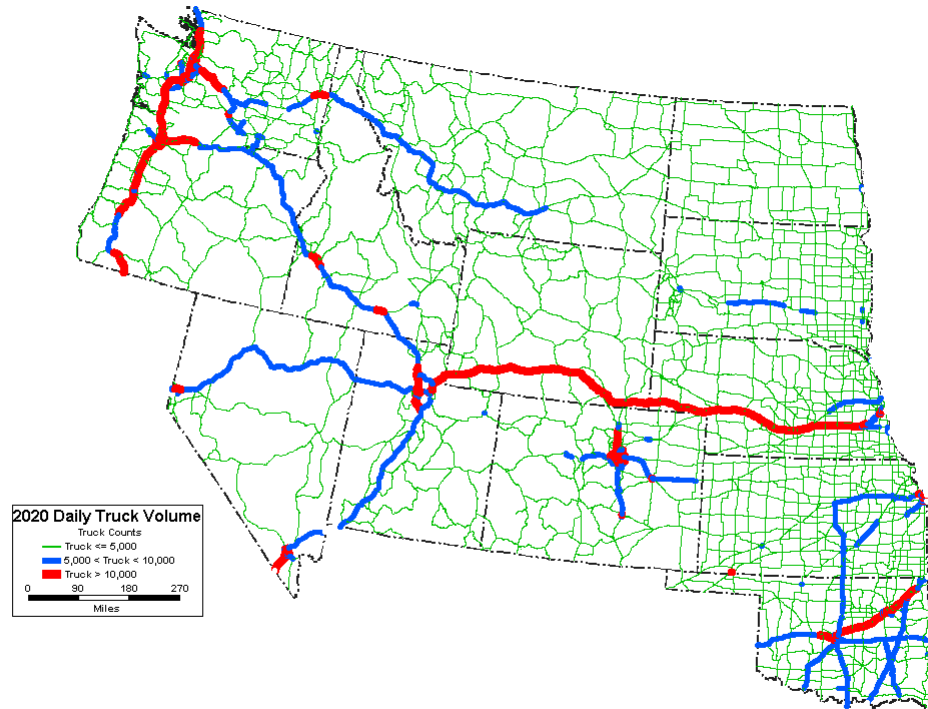 2020 Daily Truck Volume
Truck Counts
Truck <= 5,000
5,000 < Truck < 10,000
Truck > 10,000
0 90 180 270
Miles